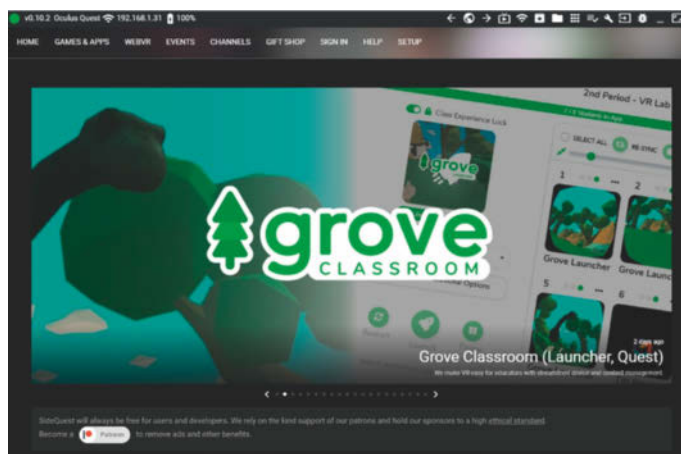 v0.10.2 Oculus Quest 192.168.1.31 100%
HOME GAMES & APPS WEBVR EVENTS CHANNELS GIFT SHOP SIGN IN HELP SETUP
2nd Period - VR Lab
Class Experience Lock
SELECT ALL RE-SYNC
grove
1 2
grove
CLASSROOM
Grove Launcher Grove Laun
5 6
Options
Restart
2 days ago
Grove Classroom (Launcher, Quest)
We make VR easy for educators with streamlined device and content management.
SideQuest will always be free for users and developers. We rely on the kind support of our patrons and hold our sponsors to a high ethical standard.
Become a Patreon to remove ads and other benefits.